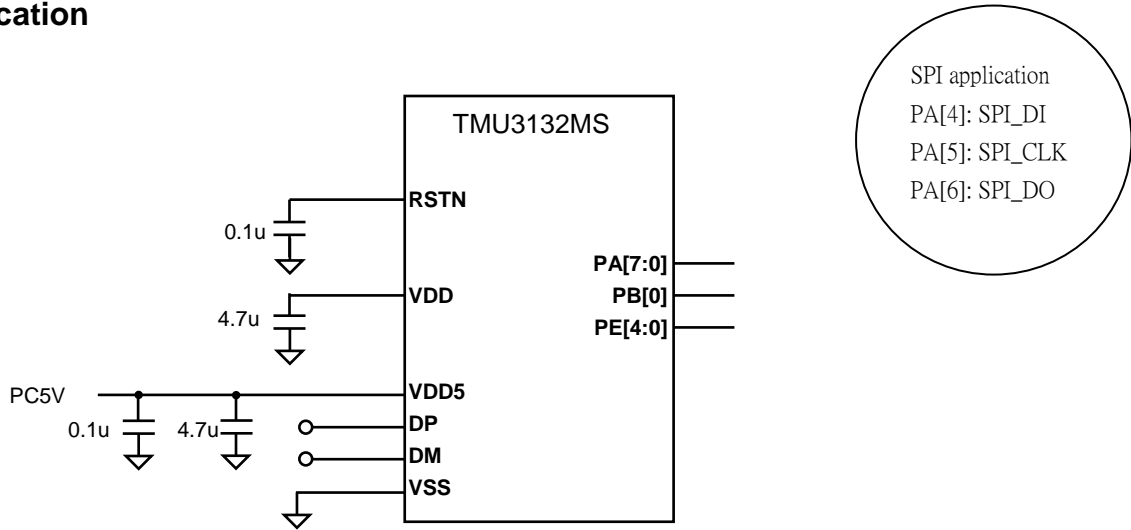 cation
SPI application
PA[4]: SPI_DI
PA[5]: SPI_CLK
PA[6]: SPI_DO
TMU3132MS
RSTN
0.1u
VDD
4.7u
PA[7:0]
PB[0]
PE[4:0]
PC5V
VDD5
0.1u
4.7u
DP
DM
VSS